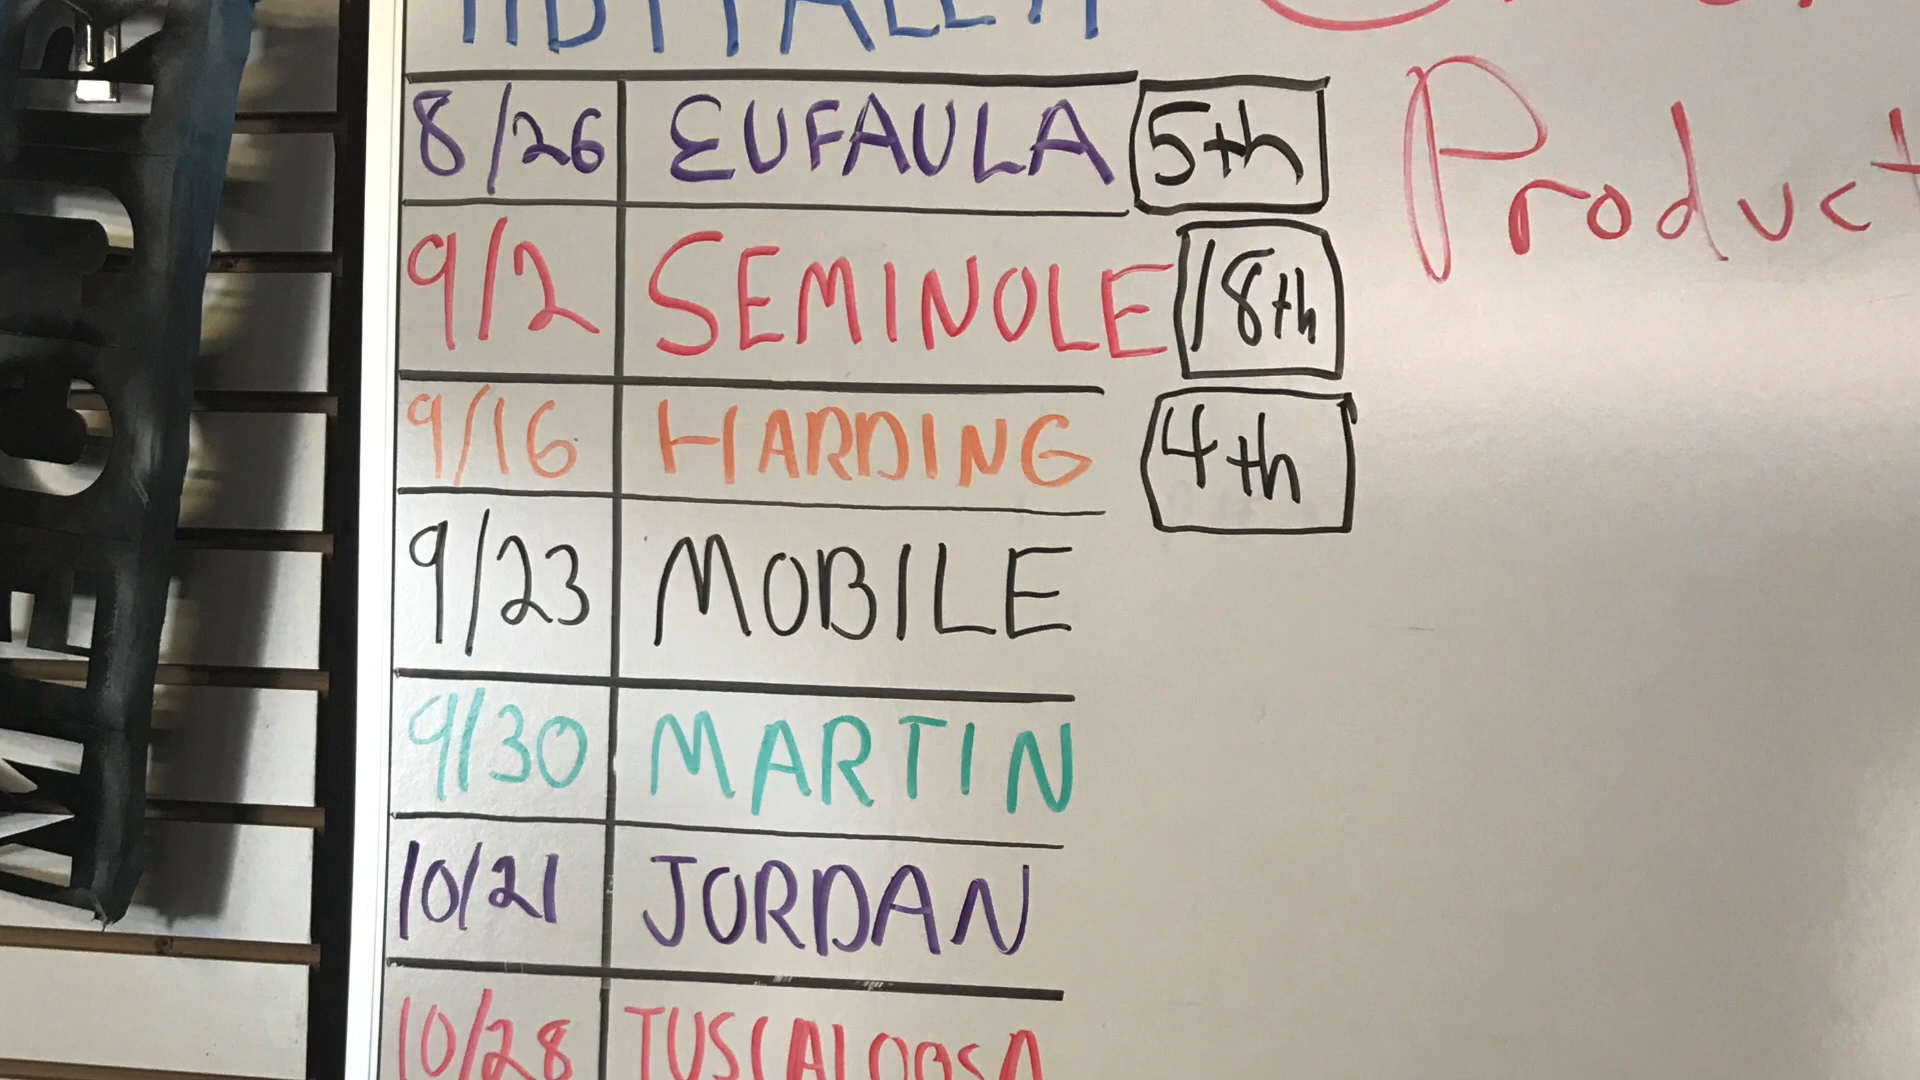 8/26 EUFAULA 5th
Product
9/2 SEMINOLE 18th
9/16 HARDING 4th
9/23 MOBILE
9/30 MARTIN
10/21 JORDAN
10/28 TUSCALOOSA